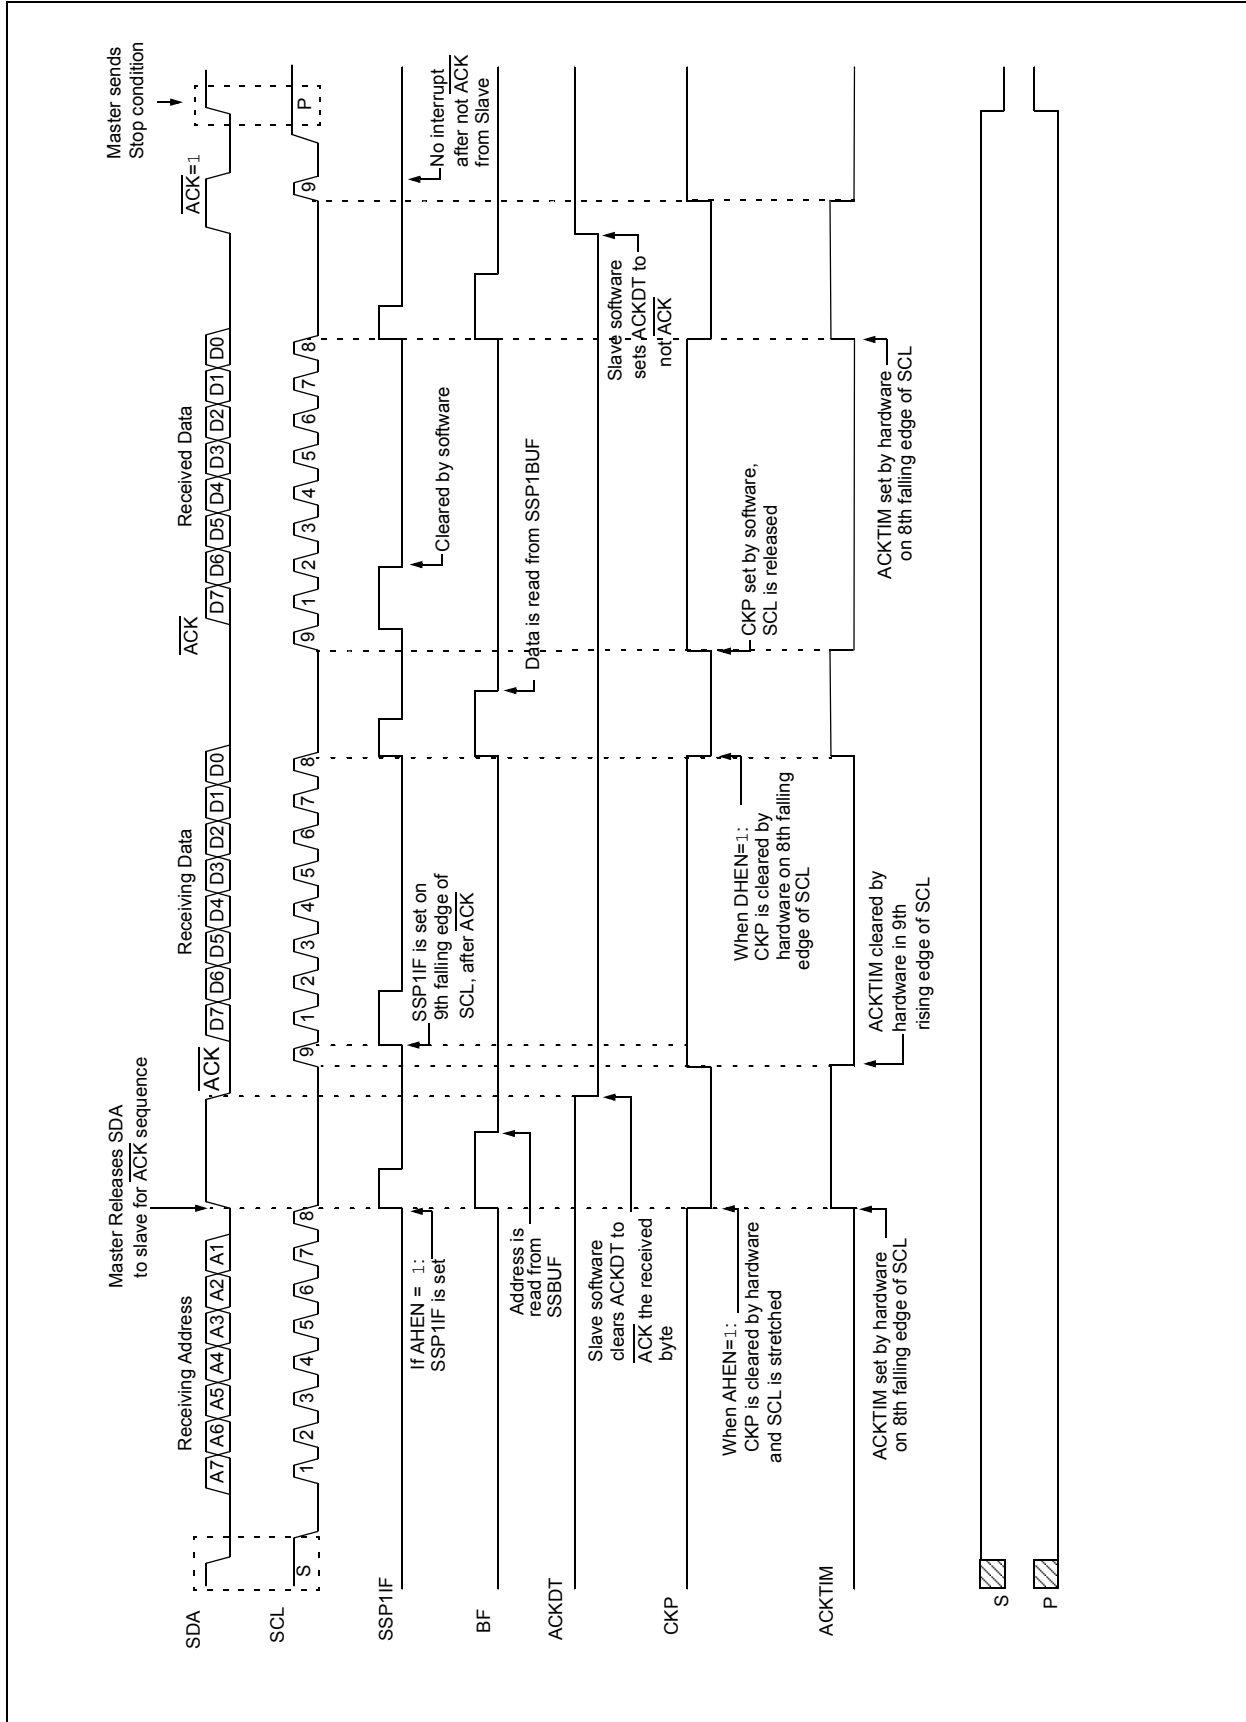 Master Releases SDA
to slave for ACK sequence
Master sends
Stop condition
Receiving Address
Receiving Data
Received Data
ACK
ACK
ACK=1
SDA
A7 A6 A5 A4 A3 A2 A1
D7 D6 D5 D4 D3 D2 D1 D0
D7 D6 D5 D4 D3 D2 D1 D0
SCL
S
1 2 3 4 5 6 7 8 9
1 2 3 4 5 6 7 8 9
1 2 3 4 5 6 7 8 9
P
SSP1IF
If AHEN = 1:
SSP1IF is set
SSP1IF is set on
9th falling edge of
SCL, after ACK
Cleared by software
No interrupt
after not ACK
from Slave
BF
Address is
read from
SSBUF
Data is read from SSP1BUF
ACKDT
Slave software
clears ACKDT to
ACK the received
byte
Slave software
sets ACKDT to
not ACK
CKP
When AHEN=1:
CKP is cleared by hardware
and SCL is stretched
When DHEN=1:
CKP is cleared by
hardware on 8th falling
edge of SCL
CKP set by software,
SCL is released
ACKTIM
ACKTIM set by hardware
on 8th falling edge of SCL
ACKTIM cleared by
hardware in 9th
rising edge of SCL
ACKTIM set by hardware
on 8th falling edge of SCL
S
P